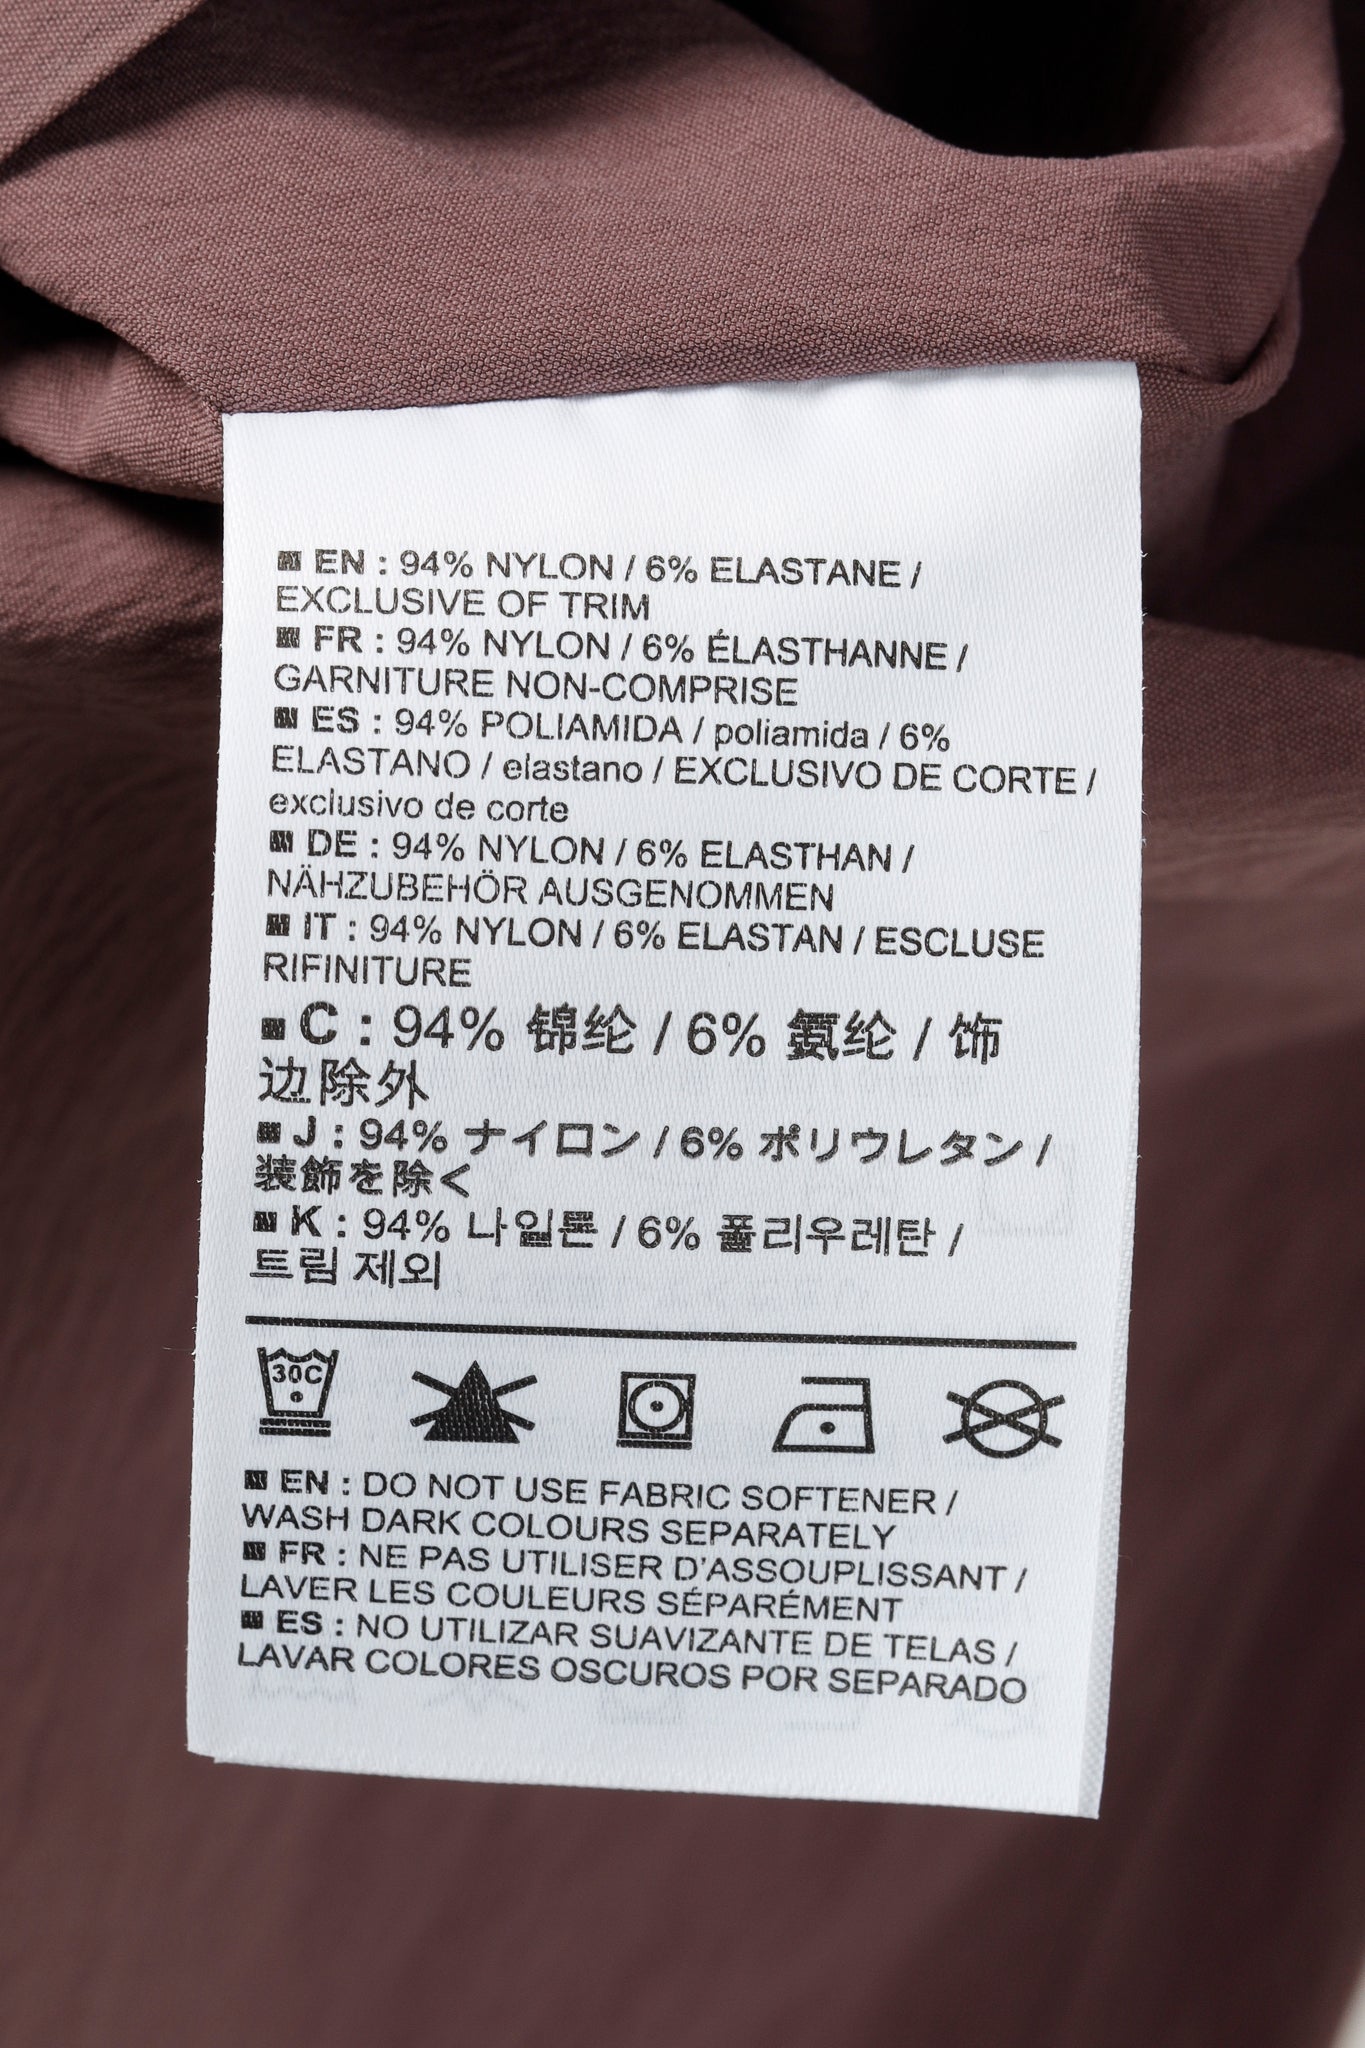 EN : 94% NYLON / 6% ELASTANE /
EXCLUSIVE OF TRIM
FR : 94% NYLON / 6% ÉLASTHANNE /
GARNITURE NON-COMPRISE
ES : 94% POLIAMIDA / poliamida / 6%
ELASTANO / elastano / EXCLUSIVO DE CORTE /
exclusivo de corte
DE : 94% NYLON / 6% ELASTHAN /
NÄHZUBEHÖR AUSGENOMMEN
IT : 94% NYLON / 6% ELASTAN / ESCLUSE
RIFINITURE
C : 94% 锦纶 / 6% 氨纶 / 饰
边除外
J : 94% ナイロン / 6% ポリウレタン /
装飾を除く
K : 94% 나일론 / 6% 폴리우레탄 /
트림 제외
30C
EN : DO NOT USE FABRIC SOFTENER /
WASH DARK COLOURS SEPARATELY
FR : NE PAS UTILISER D'ASSOUPLISSANT /
LAVER LES COULEURS SÉPARÉMENT
ES : NO UTILIZAR SUAVIZANTE DE TELAS /
LAVAR COLORES OSCUROS POR SEPARADO